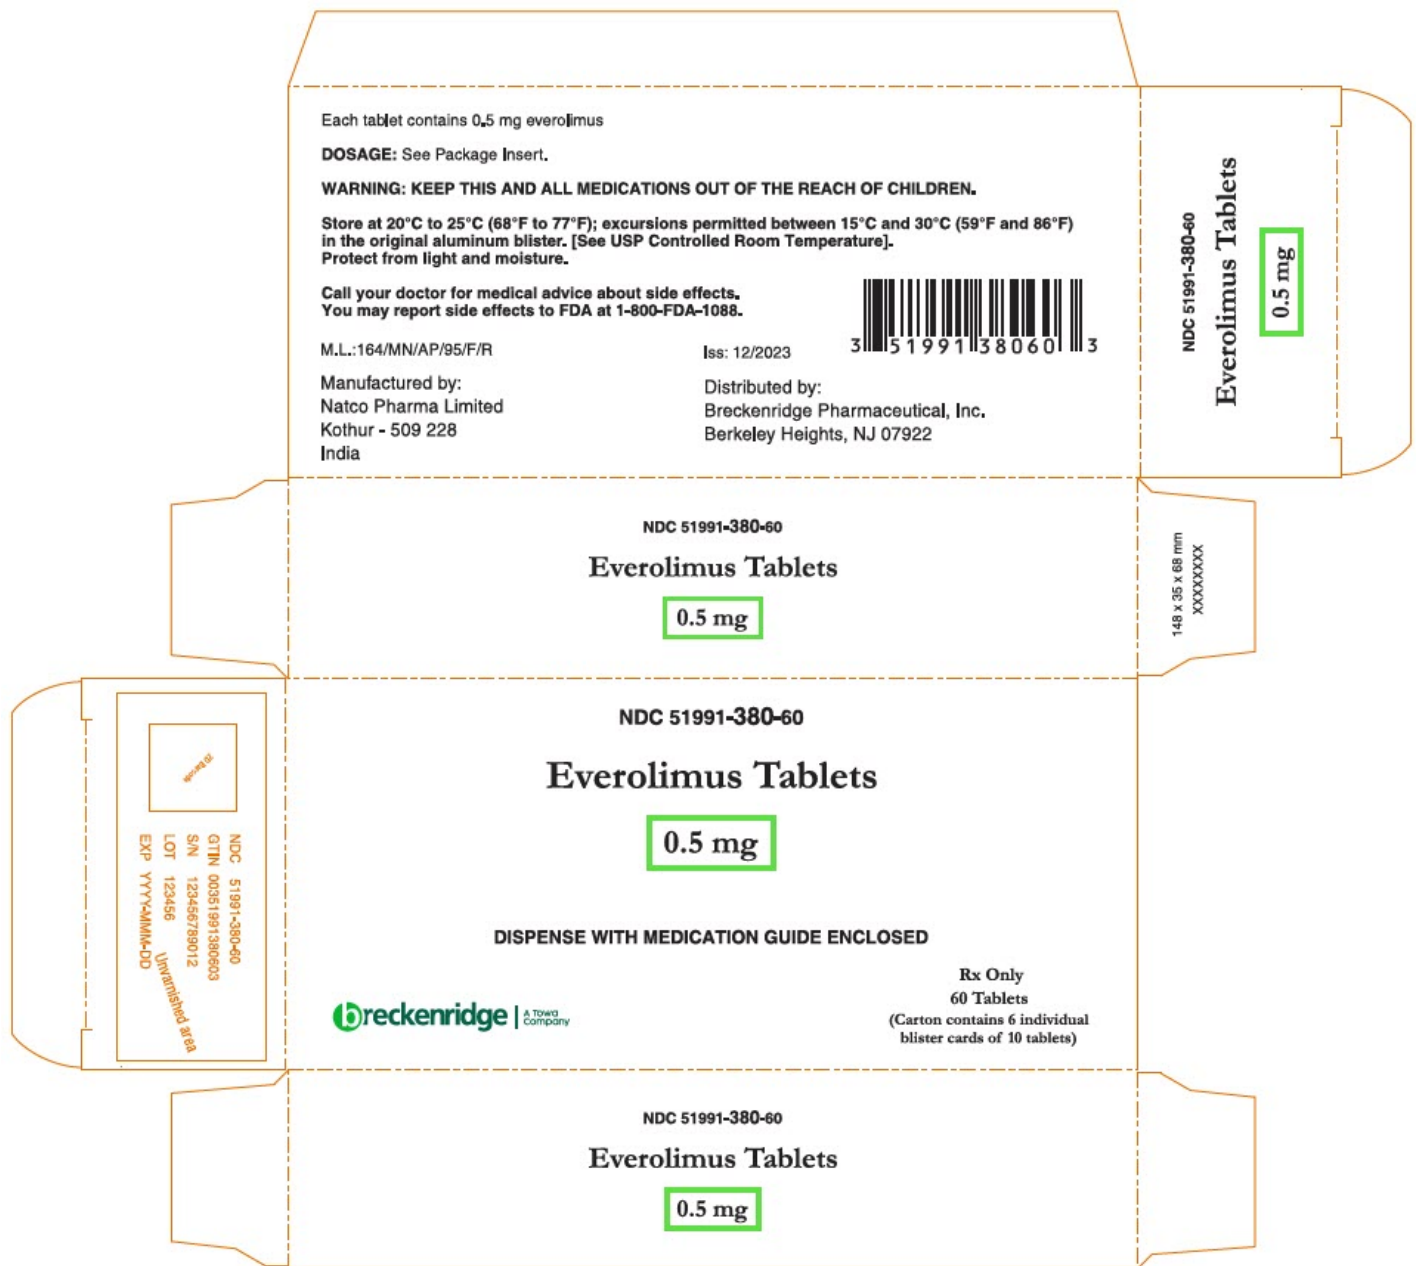 Each tablet contains 0.5 mg everolimus
DOSAGE: See Package Insert.
WARNING: KEEP THIS AND ALL MEDICATIONS OUT OF THE REACH OF CHILDREN.
Store at 20°C to 25°C (68°F to 77°F); excursions permitted between 15°C and 30°C (59°F and 86°F)
in the original aluminum blister. [See USP Controlled Room Temperature].
Protect from light and moisture.
Call your doctor for medical advice about side effects.
You may report side effects to FDA at 1-800-FDA-1088.
M.L.:164/MN/AP/95/F/R
Manufactured by:
Natco Pharma Limited
Kothur - 509 228
India
Iss: 12/2023
Distributed by:
Breckenridge Pharmaceutical, Inc.
Berkeley Heights, NJ 07922
3 51991 38060 3
NDC 51991-380-60
Everolimus Tablets
0.5 mg
NDC 51991-380-60
Everolimus Tablets
0.5 mg
148 x 35 x 68 mm
XXXXXXXXX
2D Barcode
NDC 51991-380-60
GTIN 00351991380603
S/N 123456789012
LOT 123456
EXP YYYY-MMM-DD
Unvarnished area
NDC 51991-380-60
Everolimus Tablets
0.5 mg
DISPENSE WITH MEDICATION GUIDE ENCLOSED
breckenridge | A Towa
Company
Rx Only
60 Tablets
(Carton contains 6 individual
blister cards of 10 tablets)
NDC 51991-380-60
Everolimus Tablets
0.5 mg